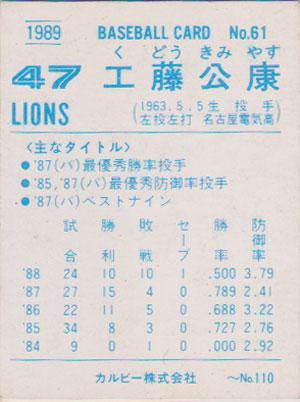 1989 BASEBALL CARD No.61
く どう きみ やす
47 工藤公康
LIONS
(1963.5.5生 投手
左投左打 名古屋電気高)
〈主なタイトル〉
●'87(パ)最優秀勝率投手
●'85,'87(パ)最優秀防御率投手
●'87(パ)ベストナイン
試合 勝利 敗戦 セーブ 勝率 防御率
'88 24 10 10 1 .500 3.79
'87 27 15 4 0 .789 2.41
'86 22 11 5 0 .688 3.22
'85 34 8 3 0 .727 2.76
'84 9 0 1 0 .000 2.92
カルビー株式会社 〜No.110